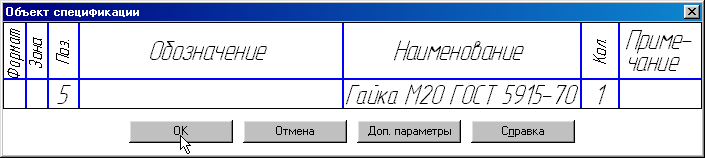 Объект спецификации
Формат Зона Поз. Обозначение Наименование Кол. Приме-
чание
5 Гайка М20 ГОСТ 5915-70 1
OK Отмена Доп. параметры Справка